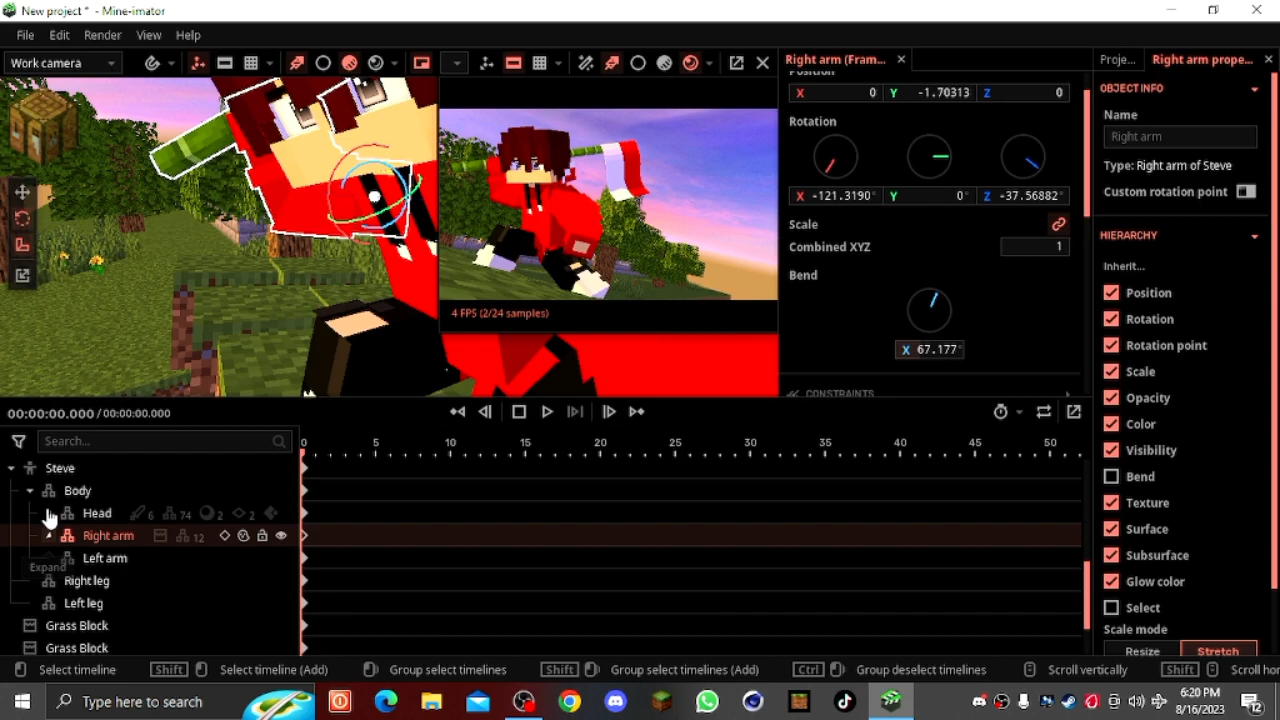 New project * - Mine-imator
File Edit Render View Help
Work camera
Right arm (Fram...
Proje...
Right arm prope...
Position
X 0 Y -1.70313 Z 0
Rotation
X -121.3190° Y 0° Z -37.56882°
Scale
Combined XYZ 1
Bend
X 67.177°
CONSTRAINTS
4 FPS (2/24 samples)
OBJECT INFO
Name
Right arm
Type: Right arm of Steve
Custom rotation point
HIERARCHY
Inherit...
Position
Rotation
Rotation point
Scale
Opacity
Color
Visibility
Bend
Texture
Surface
Subsurface
Glow color
Select
Scale mode
Resize Stretch
00:00:00.000 / 00:00:00.000
Search...
0 5 10 15 20 25 30 35 40 45 50
Steve
Body
Head 6 74 2 2
Right arm 12
Left arm
Expand
Right leg
Left leg
Grass Block
Grass Block
Select timeline Shift Select timeline (Add) Group select timelines Shift Group select timelines (Add) Ctrl Group deselect timelines Scroll vertically Shift Scroll hor
Type here to search
6:20 PM
8/16/2023
12